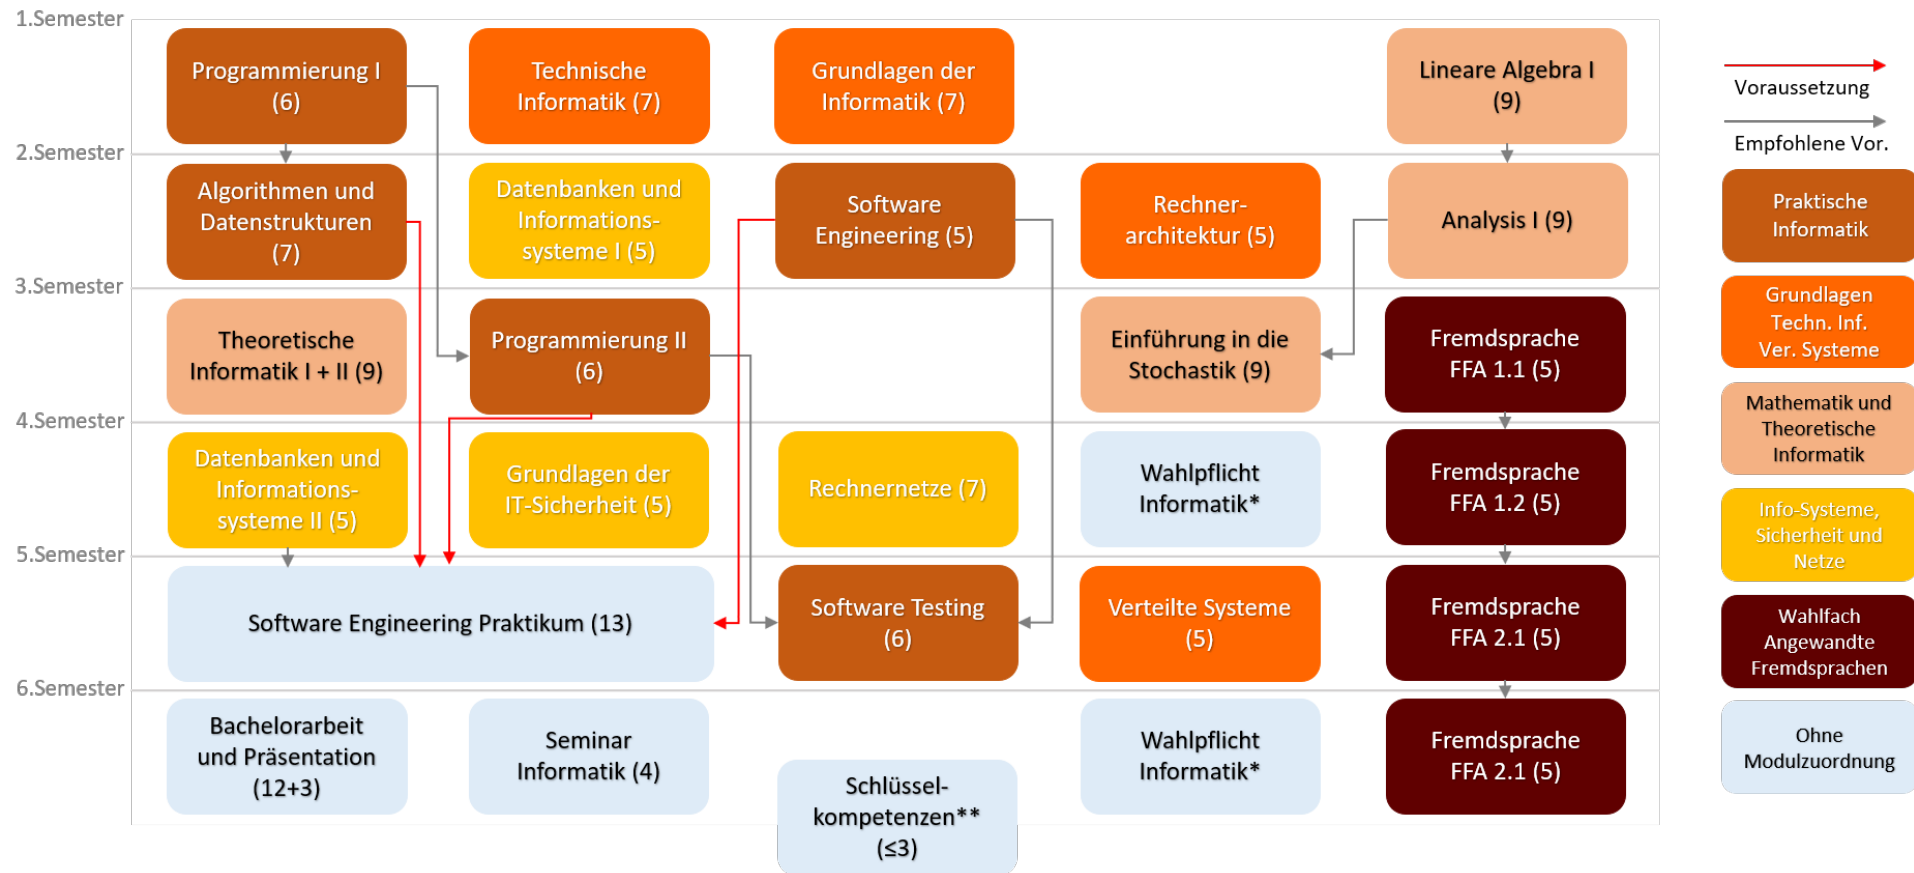 1.Semester
Programmierung I
(6)
Technische
Informatik (7)
Grundlagen der
Informatik (7)
Lineare Algebra I
(9)
2.Semester
Algorithmen und
Datenstrukturen
(7)
Datenbanken und
Informations-
systeme I (5)
Software
Engineering (5)
Rechner-
architektur (5)
Analysis I (9)
3.Semester
Theoretische
Informatik I + II (9)
Programmierung II
(6)
Einführung in die
Stochastik (9)
Fremdsprache
FFA 1.1 (5)
4.Semester
Datenbanken und
Informations-
systeme II (5)
Grundlagen der
IT-Sicherheit (5)
Rechnernetze (7)
Wahlpflicht
Informatik*
Fremdsprache
FFA 1.2 (5)
5.Semester
Software Engineering Praktikum (13)
Software Testing
(6)
Verteilte Systeme
(5)
Fremdsprache
FFA 2.1 (5)
6.Semester
Bachelorarbeit
und Präsentation
(12+3)
Seminar
Informatik (4)
Schlüssel-
kompetenzen**
(≤3)
Wahlpflicht
Informatik*
Fremdsprache
FFA 2.1 (5)
Voraussetzung
Empfohlene Vor.
Praktische
Informatik
Grundlagen
Techn. Inf.
Ver. Systeme
Mathematik und
Theoretische
Informatik
Info-Systeme,
Sicherheit und
Netze
Wahlfach
Angewandte
Fremdsprachen
Ohne
Modulzuordnung